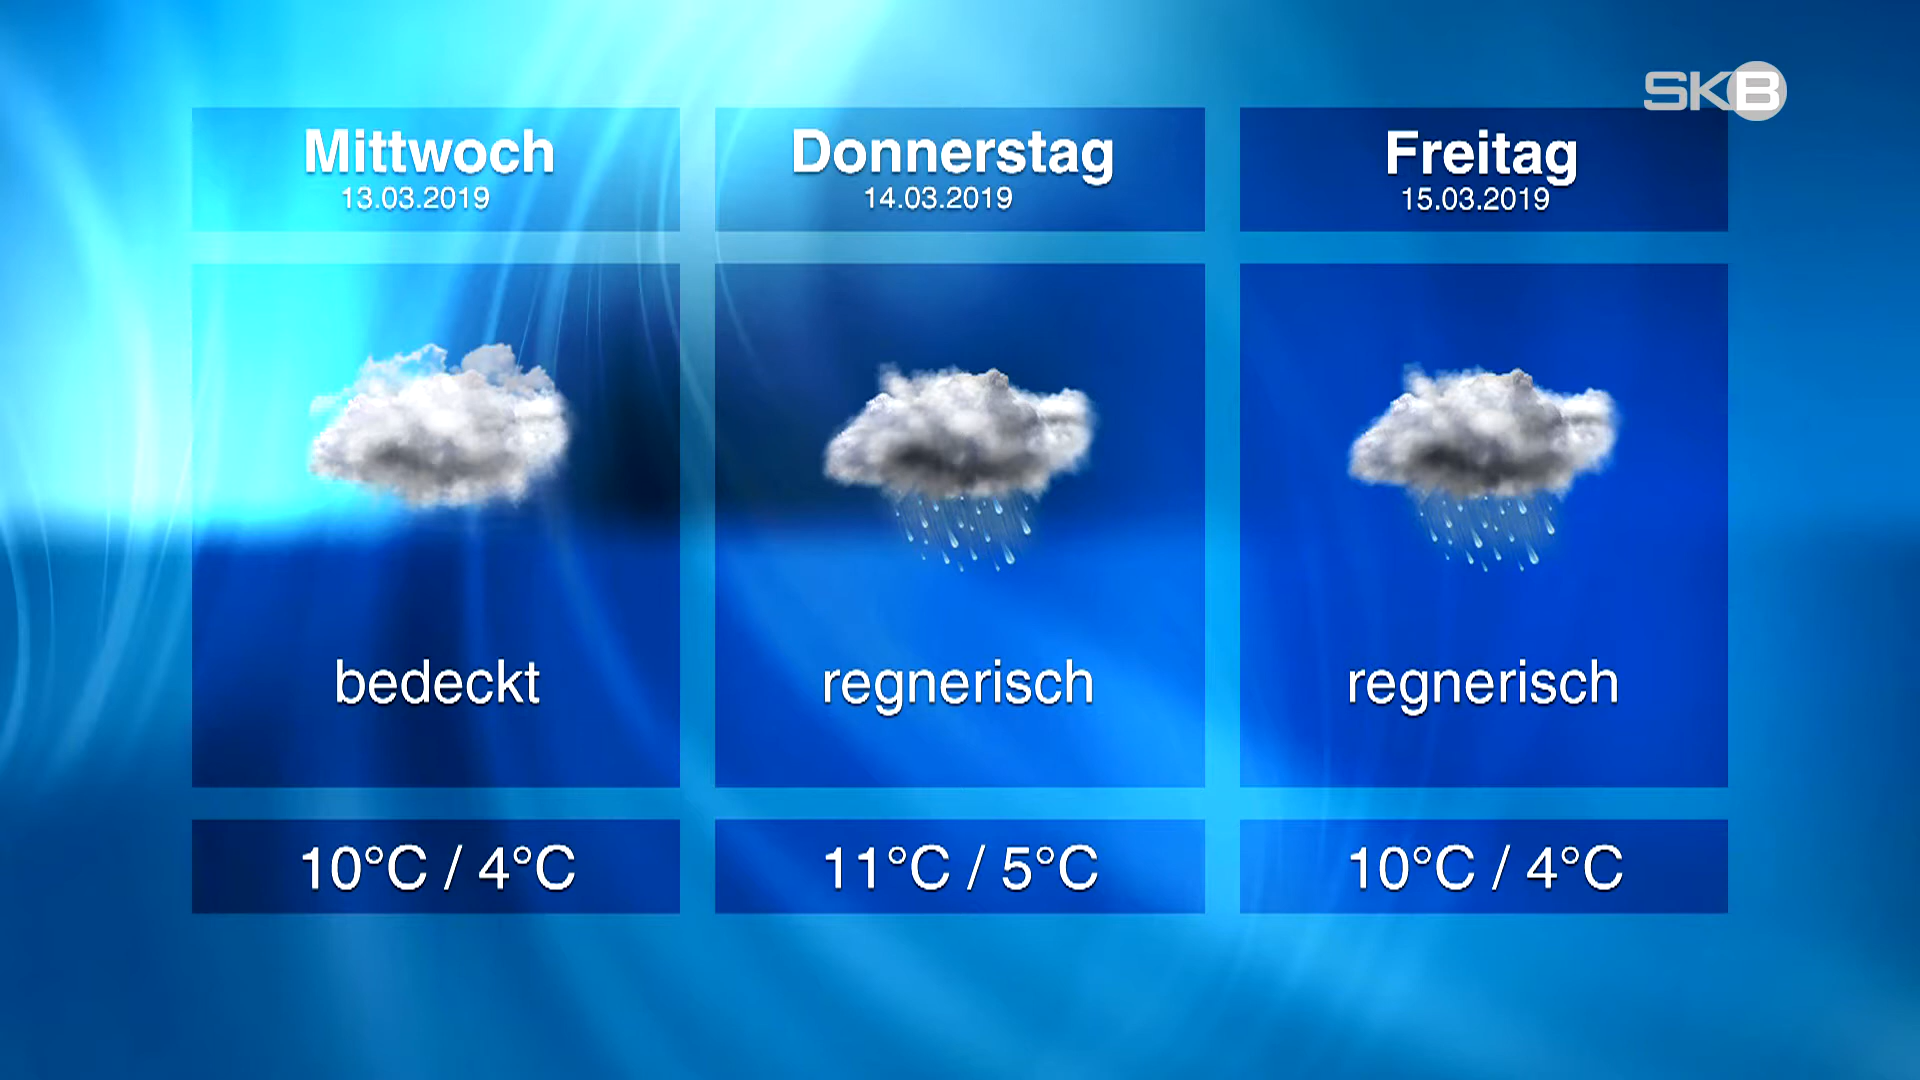 SKB
Mittwoch
13.03.2019
bedeckt
10°C / 4°C
Donnerstag
14.03.2019
regnerisch
11°C / 5°C
Freitag
15.03.2019
regnerisch
10°C / 4°C